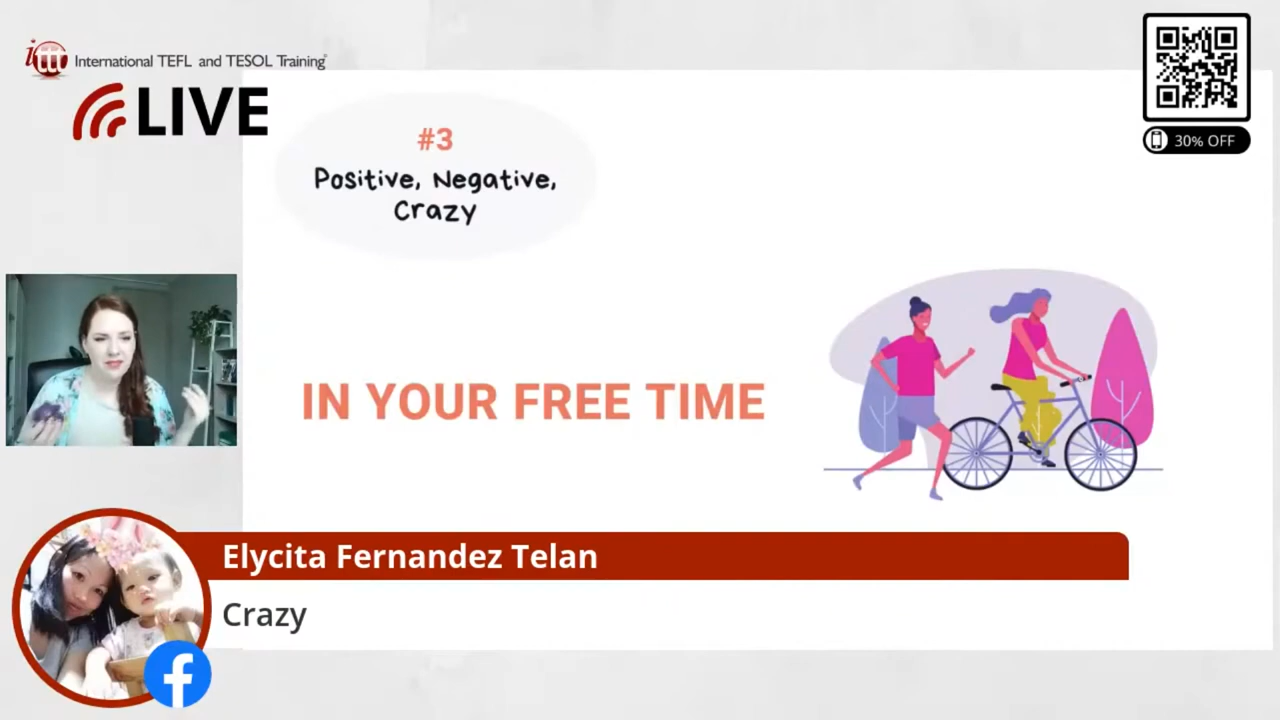 ittt International TEFL and TESOL Training
LIVE
30% OFF
#3
Positive, Negative,
Crazy
IN YOUR FREE TIME
Elycita Fernandez Telan
Crazy